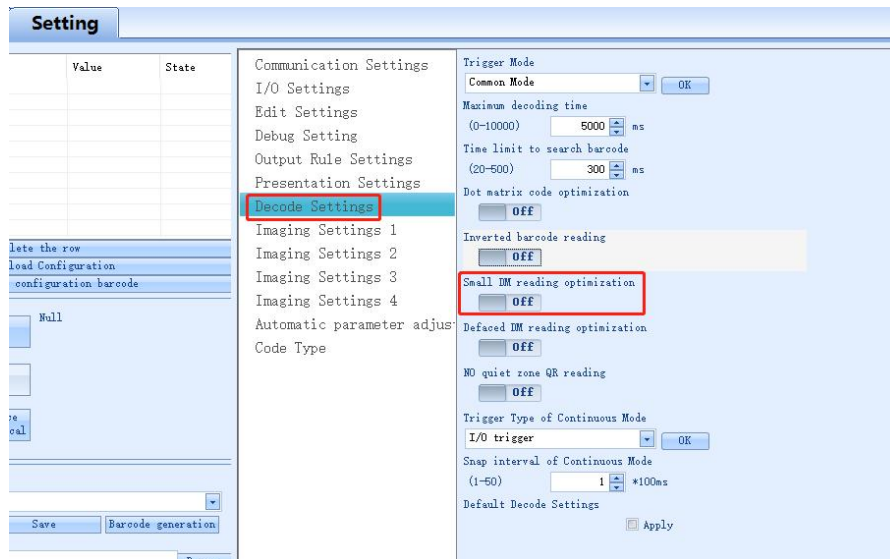 Setting
Value State
lete the row
load Configuration
configuration barcode
Null
Save Barcode generation
Communication Settings
I/O Settings
Edit Settings
Debug Setting
Output Rule Settings
Presentation Settings
Decode Settings
Imaging Settings 1
Imaging Settings 2
Imaging Settings 3
Imaging Settings 4
Automatic parameter adjus
Code Type
Trigger Mode
Common Mode OK
Maximum decoding time
(0-10000) 5000 ms
Time limit to search barcode
(20-500) 300 ms
Dot matrix code optimization
Off
Inverted barcode reading
Off
Small DM reading optimization
Off
Defaced DM reading optimization
Off
NO quiet zone QR reading
Off
Trigger Type of Continuous Mode
I/O trigger OK
Snap interval of Continuous Mode
(1-50) 1 *100ms
Default Decode Settings
Apply